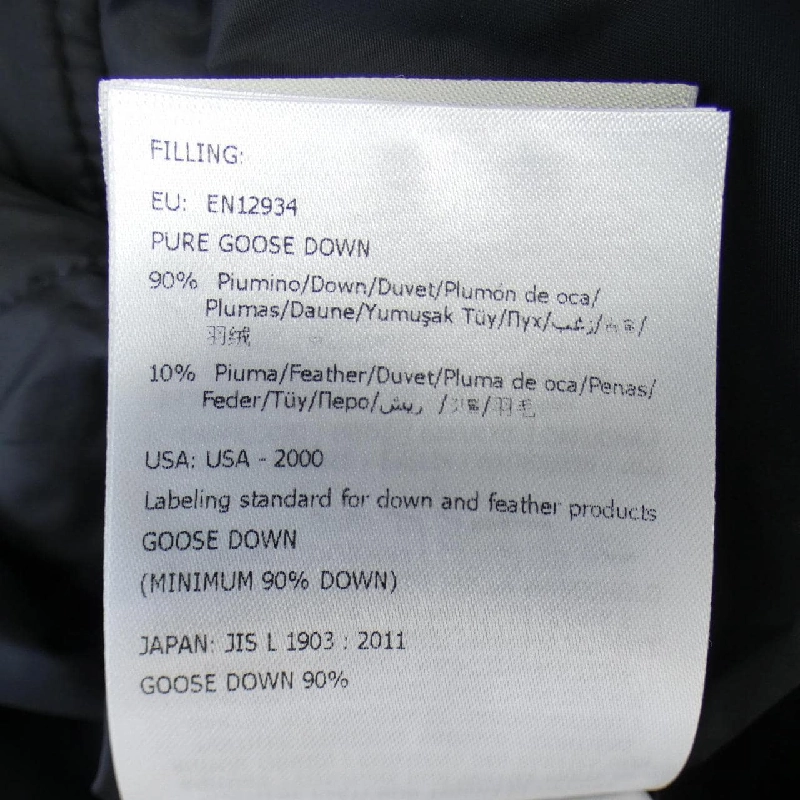 FILLING:
EU: EN12934
PURE GOOSE DOWN
90% Piumino/Down/Duvet/Plumón de oca/
Plumas/Daune/Yumuşak Tüy/Пух/زغب/
羽绒
10% Piuma/Feather/Duvet/Pluma de oca/Penas/
Feder/Tüy/Перо/ريش /羽毛
USA: USA - 2000
Labeling standard for down and feather products
GOOSE DOWN
(MINIMUM 90% DOWN)
JAPAN: JIS L 1903 : 2011
GOOSE DOWN 90%